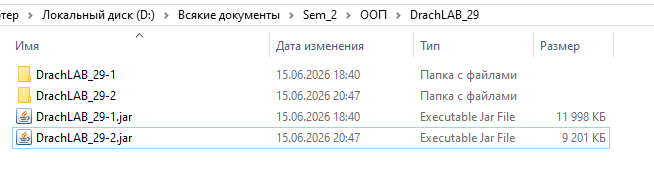 ютер > Локальный диск (D:) > Всякие документы > Sem_2 > ООП > DrachLAB_29
Имя Дата изменения Тип Размер
DrachLAB_29-1 15.06.2026 18:40 Папка с файлами
DrachLAB_29-2 15.06.2026 20:47 Папка с файлами
DrachLAB_29-1.jar 15.06.2026 18:40 Executable Jar File 11 998 КБ
DrachLAB_29-2.jar 15.06.2026 20:47 Executable Jar File 9 201 КБ